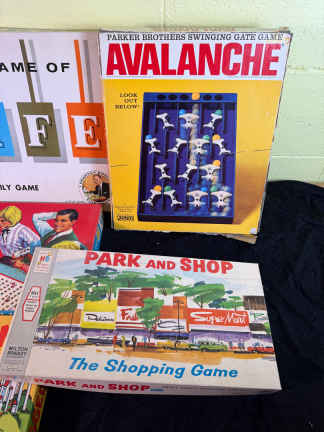 PARKER BROTHERS SWINGING GATE GAME
AVALANCHE
LOOK
OUT
BELOW!
AME OF
FE
ILY GAME
PARK AND SHOP
Super Meat
The Shopping Game
MILTON
BRADLEY
PARK AND SHOP